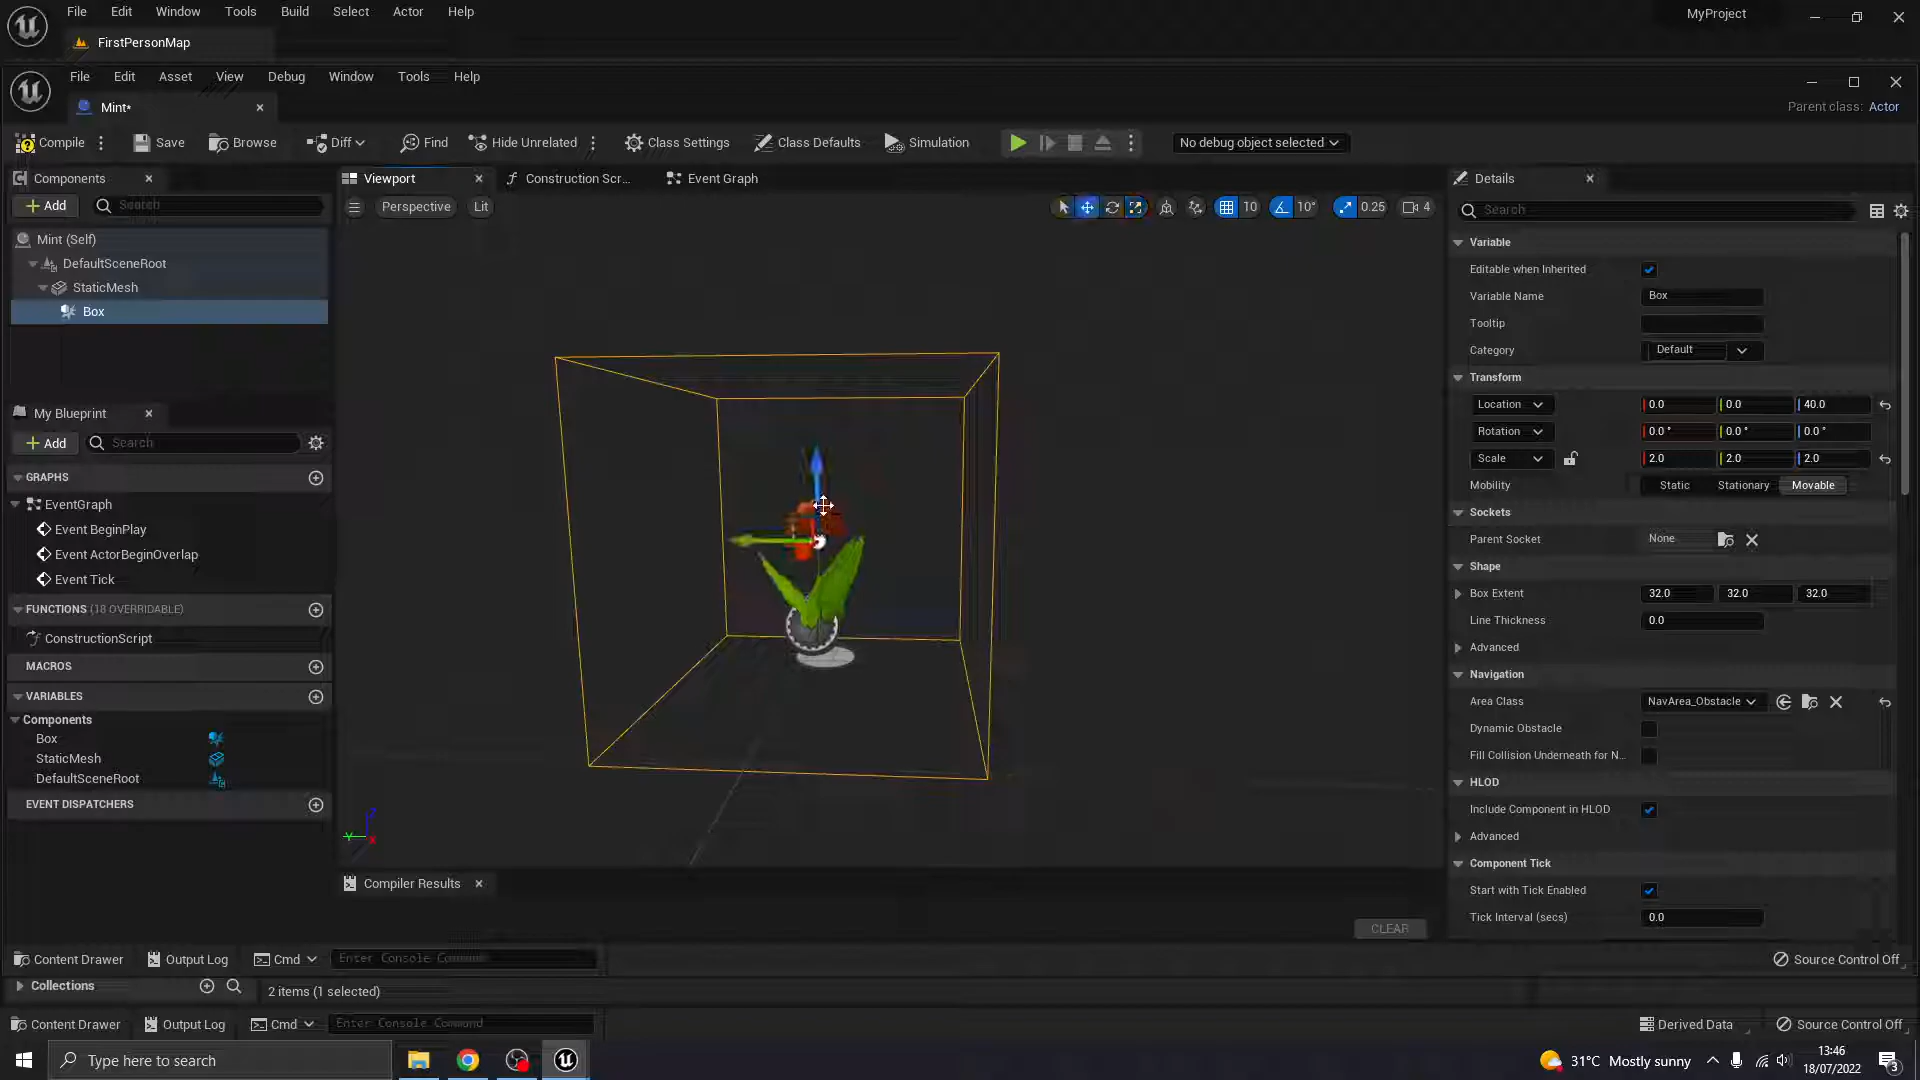 File Edit Window Tools Build Select Actor Help
MyProject
FirstPersonMap
File Edit Asset View Debug Window Tools Help
Mint*
Parent class: Actor
Compile Save Browse Diff Find Hide Unrelated Class Settings Class Defaults Simulation No debug object selected
Components
Add Search
Mint (Self)
DefaultSceneRoot
StaticMesh
Box
My Blueprint
Add Search
GRAPHS
EventGraph
Event BeginPlay
Event ActorBeginOverlap
Event Tick
FUNCTIONS (18 OVERRIDABLE)
ConstructionScript
MACROS
VARIABLES
Components
Box
StaticMesh
DefaultSceneRoot
EVENT DISPATCHERS
Viewport Construction Scr... Event Graph
Perspective Lit 10 10° 0.25 4
Z
Y
X
Compiler Results
CLEAR
Details
Search
Variable
Editable when Inherited
Variable Name Box
Tooltip
Category Default
Transform
Location 0.0 0.0 40.0
Rotation 0.0 ° 0.0 ° 0.0 °
Scale 2.0 2.0 2.0
Mobility Static Stationary Movable
Sockets
Parent Socket None
Shape
Box Extent 32.0 32.0 32.0
Line Thickness 0.0
Advanced
Navigation
Area Class NavArea_Obstacle
Dynamic Obstacle
Fill Collision Underneath for N...
HLOD
Include Component in HLOD
Advanced
Component Tick
Start with Tick Enabled
Tick Interval (secs) 0.0
Content Drawer Output Log Cmd Enter Console Command Source Control Off
Collections 2 items (1 selected)
Content Drawer Output Log Cmd Enter Console Command Derived Data Source Control Off
Type here to search
31°C Mostly sunny
13:46
18/07/2022
3